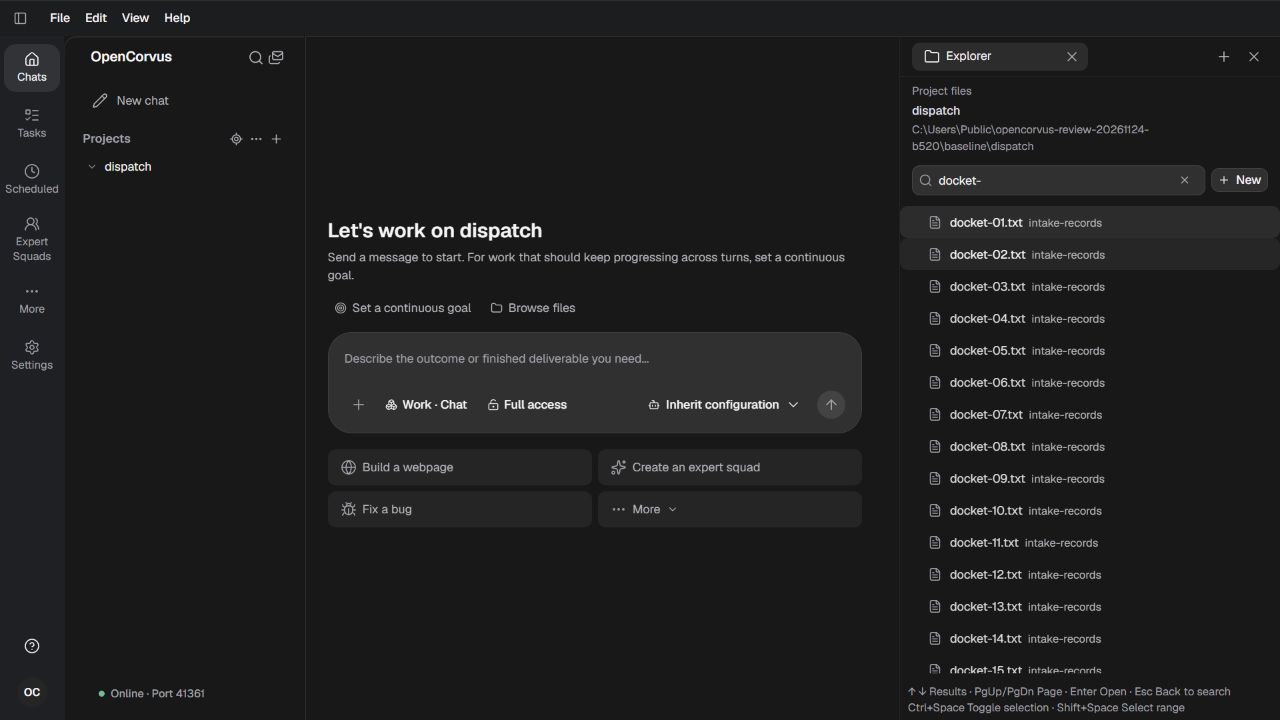 File Edit View Help
Chats
Tasks
Scheduled
Expert
Squads
More
Settings
OC
OpenCorvus
New chat
Projects
dispatch
Online · Port 41361
Let's work on dispatch
Send a message to start. For work that should keep progressing across turns, set a continuous
goal.
Set a continuous goal Browse files
Describe the outcome or finished deliverable you need...
Work · Chat Full access Inherit configuration
Build a webpage Create an expert squad
Fix a bug More
Explorer
Project files
dispatch
C:\Users\Public\opencorvus-review-20261124-
b520\baseline\dispatch
docket- New
docket-01.txt intake-records
docket-02.txt intake-records
docket-03.txt intake-records
docket-04.txt intake-records
docket-05.txt intake-records
docket-06.txt intake-records
docket-07.txt intake-records
docket-08.txt intake-records
docket-09.txt intake-records
docket-10.txt intake-records
docket-11.txt intake-records
docket-12.txt intake-records
docket-13.txt intake-records
docket-14.txt intake-records
docket-15.txt intake-records
↑↓ Results · PgUp/PgDn Page · Enter Open · Esc Back to search
Ctrl+Space Toggle selection · Shift+Space Select range